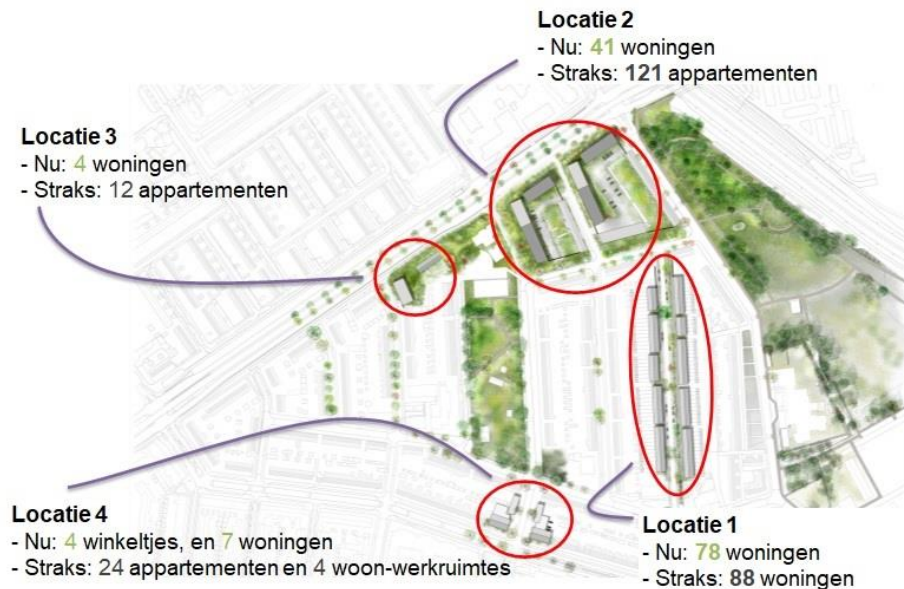 Locatie 2
- Nu: 41 woningen
- Straks: 121 appartementen
Locatie 3
- Nu: 4 woningen
- Straks: 12 appartementen
Locatie 4
- Nu: 4 winkeltjes, en 7 woningen
- Straks: 24 appartementen en 4 woon-werkruimtes
Locatie 1
- Nu: 78 woningen
- Straks: 88 woningen